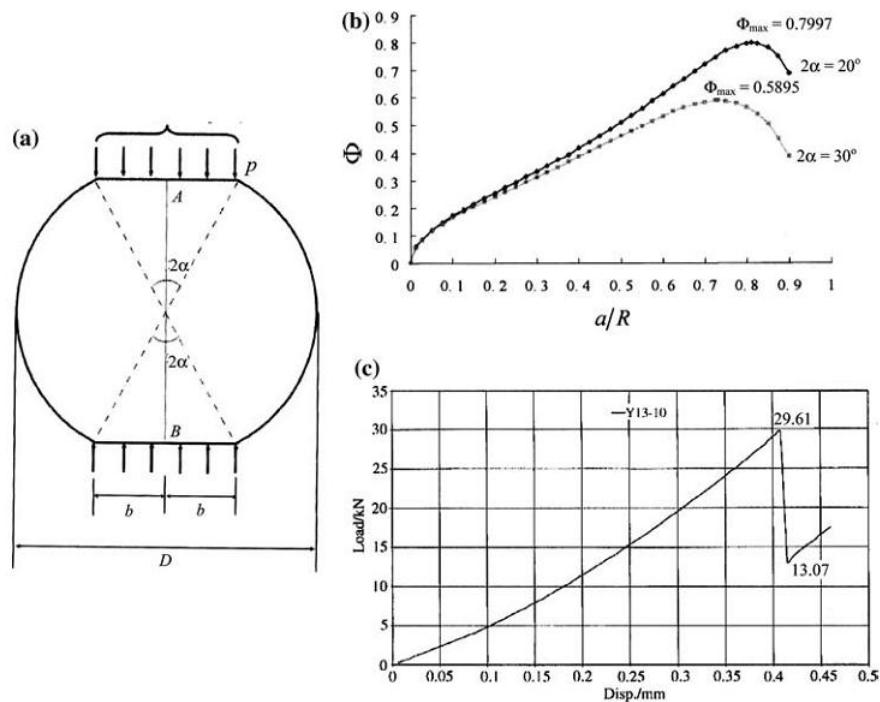 (a)
p
A
2α
2α
B
b b
D
(b)
Φ
0.9
0.8
0.7
0.6
0.5
0.4
0.3
0.2
0.1
0
0 0.1 0.2 0.3 0.4 0.5 0.6 0.7 0.8 0.9 1
a/R
Φmax = 0.7997
2α = 20°
Φmax = 0.5895
2α = 30°
(c)
Load/kN
35
30
25
20
15
10
5
0
0 0.05 0.1 0.15 0.2 0.25 0.3 0.35 0.4 0.45 0.5
Disp./mm
Y13-10
29.61
13.07